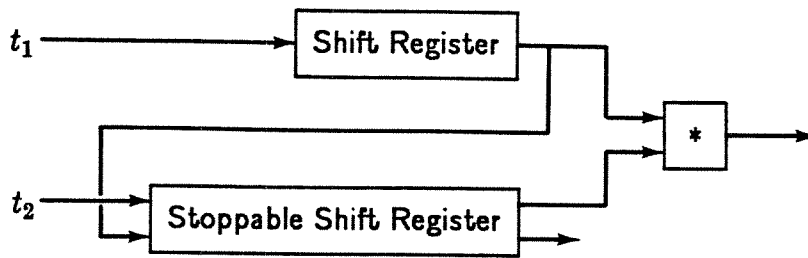 t₁
Shift Register
*
t₂
Stoppable Shift Register